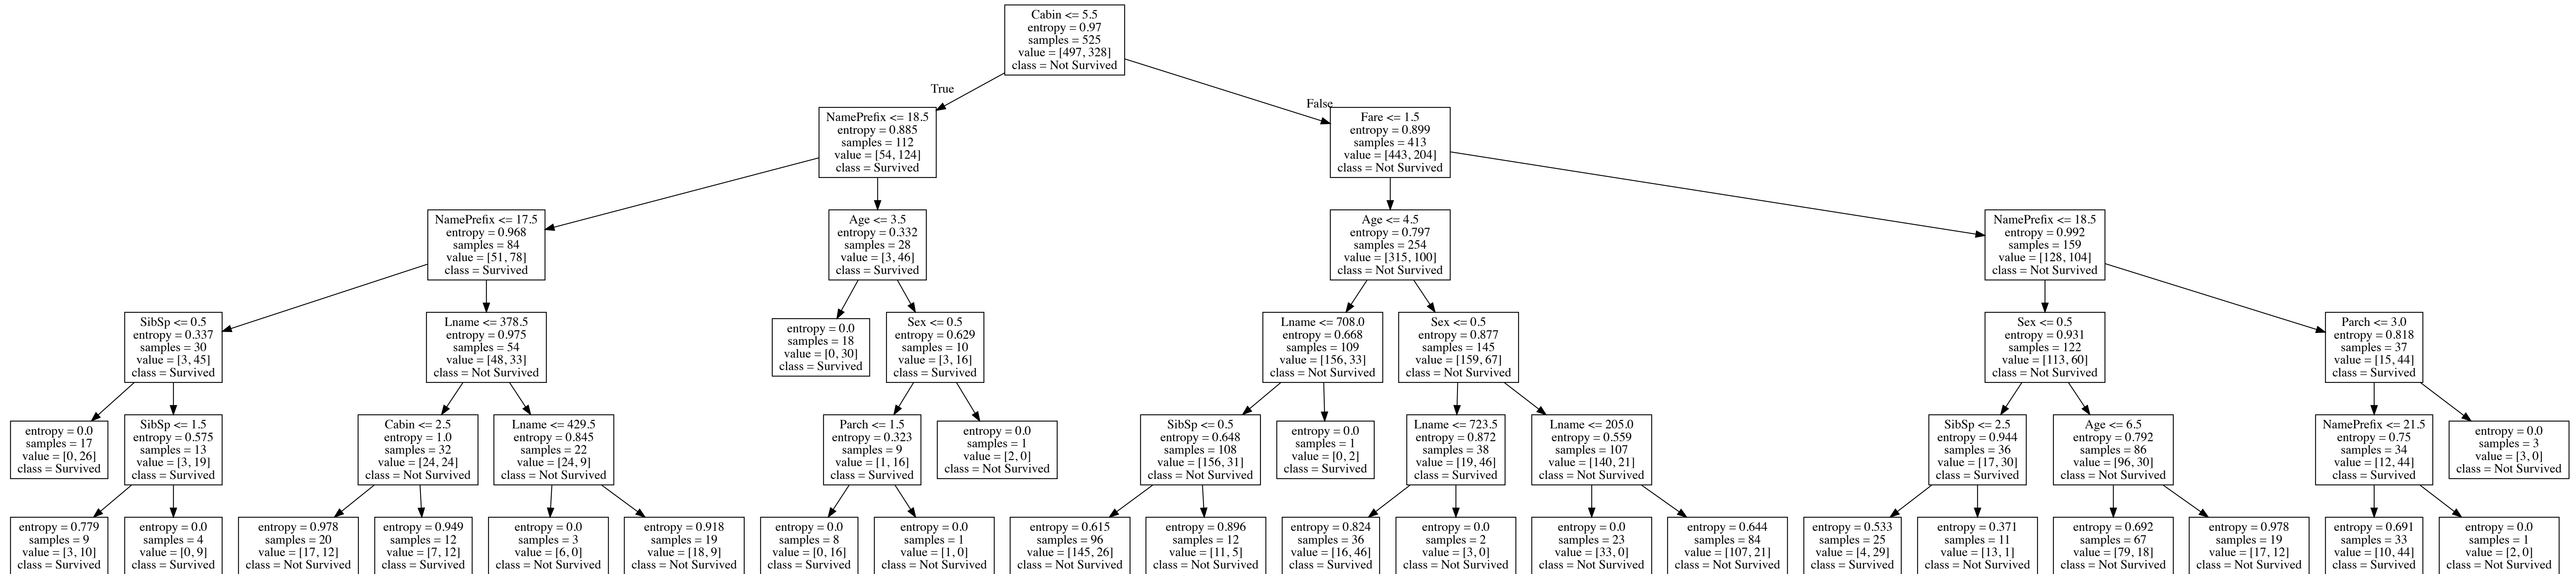 Cabin <= 5.5
entropy = 0.97
samples = 525
value = [497, 328]
class = Not Survived
True
False
NamePrefix <= 18.5
entropy = 0.885
samples = 112
value = [54, 124]
class = Survived
Fare <= 1.5
entropy = 0.899
samples = 413
value = [443, 204]
class = Not Survived
NamePrefix <= 17.5
entropy = 0.968
samples = 84
value = [51, 78]
class = Survived
Age <= 3.5
entropy = 0.332
samples = 28
value = [3, 46]
class = Survived
Age <= 4.5
entropy = 0.797
samples = 254
value = [315, 100]
class = Not Survived
NamePrefix <= 18.5
entropy = 0.992
samples = 159
value = [128, 104]
class = Not Survived
SibSp <= 0.5
entropy = 0.337
samples = 30
value = [3, 45]
class = Survived
Lname <= 378.5
entropy = 0.975
samples = 54
value = [48, 33]
class = Not Survived
entropy = 0.0
samples = 18
value = [0, 30]
class = Survived
Sex <= 0.5
entropy = 0.629
samples = 10
value = [3, 16]
class = Survived
Lname <= 708.0
entropy = 0.668
samples = 109
value = [156, 33]
class = Not Survived
Sex <= 0.5
entropy = 0.877
samples = 145
value = [159, 67]
class = Not Survived
Sex <= 0.5
entropy = 0.931
samples = 122
value = [113, 60]
class = Not Survived
Parch <= 3.0
entropy = 0.818
samples = 37
value = [15, 44]
class = Survived
entropy = 0.0
samples = 17
value = [0, 26]
class = Survived
SibSp <= 1.5
entropy = 0.575
samples = 13
value = [3, 19]
class = Survived
Cabin <= 2.5
entropy = 1.0
samples = 32
value = [24, 24]
class = Not Survived
Lname <= 429.5
entropy = 0.845
samples = 22
value = [24, 9]
class = Not Survived
Parch <= 1.5
entropy = 0.323
samples = 9
value = [1, 16]
class = Survived
entropy = 0.0
samples = 1
value = [2, 0]
class = Not Survived
SibSp <= 0.5
entropy = 0.648
samples = 108
value = [156, 31]
class = Not Survived
entropy = 0.0
samples = 1
value = [0, 2]
class = Survived
Lname <= 723.5
entropy = 0.872
samples = 38
value = [19, 46]
class = Survived
Lname <= 205.0
entropy = 0.559
samples = 107
value = [140, 21]
class = Not Survived
SibSp <= 2.5
entropy = 0.944
samples = 36
value = [17, 30]
class = Survived
Age <= 6.5
entropy = 0.792
samples = 86
value = [96, 30]
class = Not Survived
NamePrefix <= 21.5
entropy = 0.75
samples = 34
value = [12, 44]
class = Survived
entropy = 0.0
samples = 3
value = [3, 0]
class = Not Survived
entropy = 0.779
samples = 9
value = [3, 10]
class = Survived
entropy = 0.0
samples = 4
value = [0, 9]
class = Survived
entropy = 0.978
samples = 20
value = [17, 12]
class = Not Survived
entropy = 0.949
samples = 12
value = [7, 12]
class = Survived
entropy = 0.0
samples = 3
value = [6, 0]
class = Not Survived
entropy = 0.918
samples = 19
value = [18, 9]
class = Not Survived
entropy = 0.0
samples = 8
value = [0, 16]
class = Survived
entropy = 0.0
samples = 1
value = [1, 0]
class = Not Survived
entropy = 0.615
samples = 96
value = [145, 26]
class = Not Survived
entropy = 0.896
samples = 12
value = [11, 5]
class = Not Survived
entropy = 0.824
samples = 36
value = [16, 46]
class = Survived
entropy = 0.0
samples = 2
value = [3, 0]
class = Not Survived
entropy = 0.0
samples = 23
value = [33, 0]
class = Not Survived
entropy = 0.644
samples = 84
value = [107, 21]
class = Not Survived
entropy = 0.533
samples = 25
value = [4, 29]
class = Survived
entropy = 0.371
samples = 11
value = [13, 1]
class = Not Survived
entropy = 0.692
samples = 67
value = [79, 18]
class = Not Survived
entropy = 0.978
samples = 19
value = [17, 12]
class = Not Survived
entropy = 0.691
samples = 33
value = [10, 44]
class = Survived
entropy = 0.0
samples = 1
value = [2, 0]
class = Not Survived